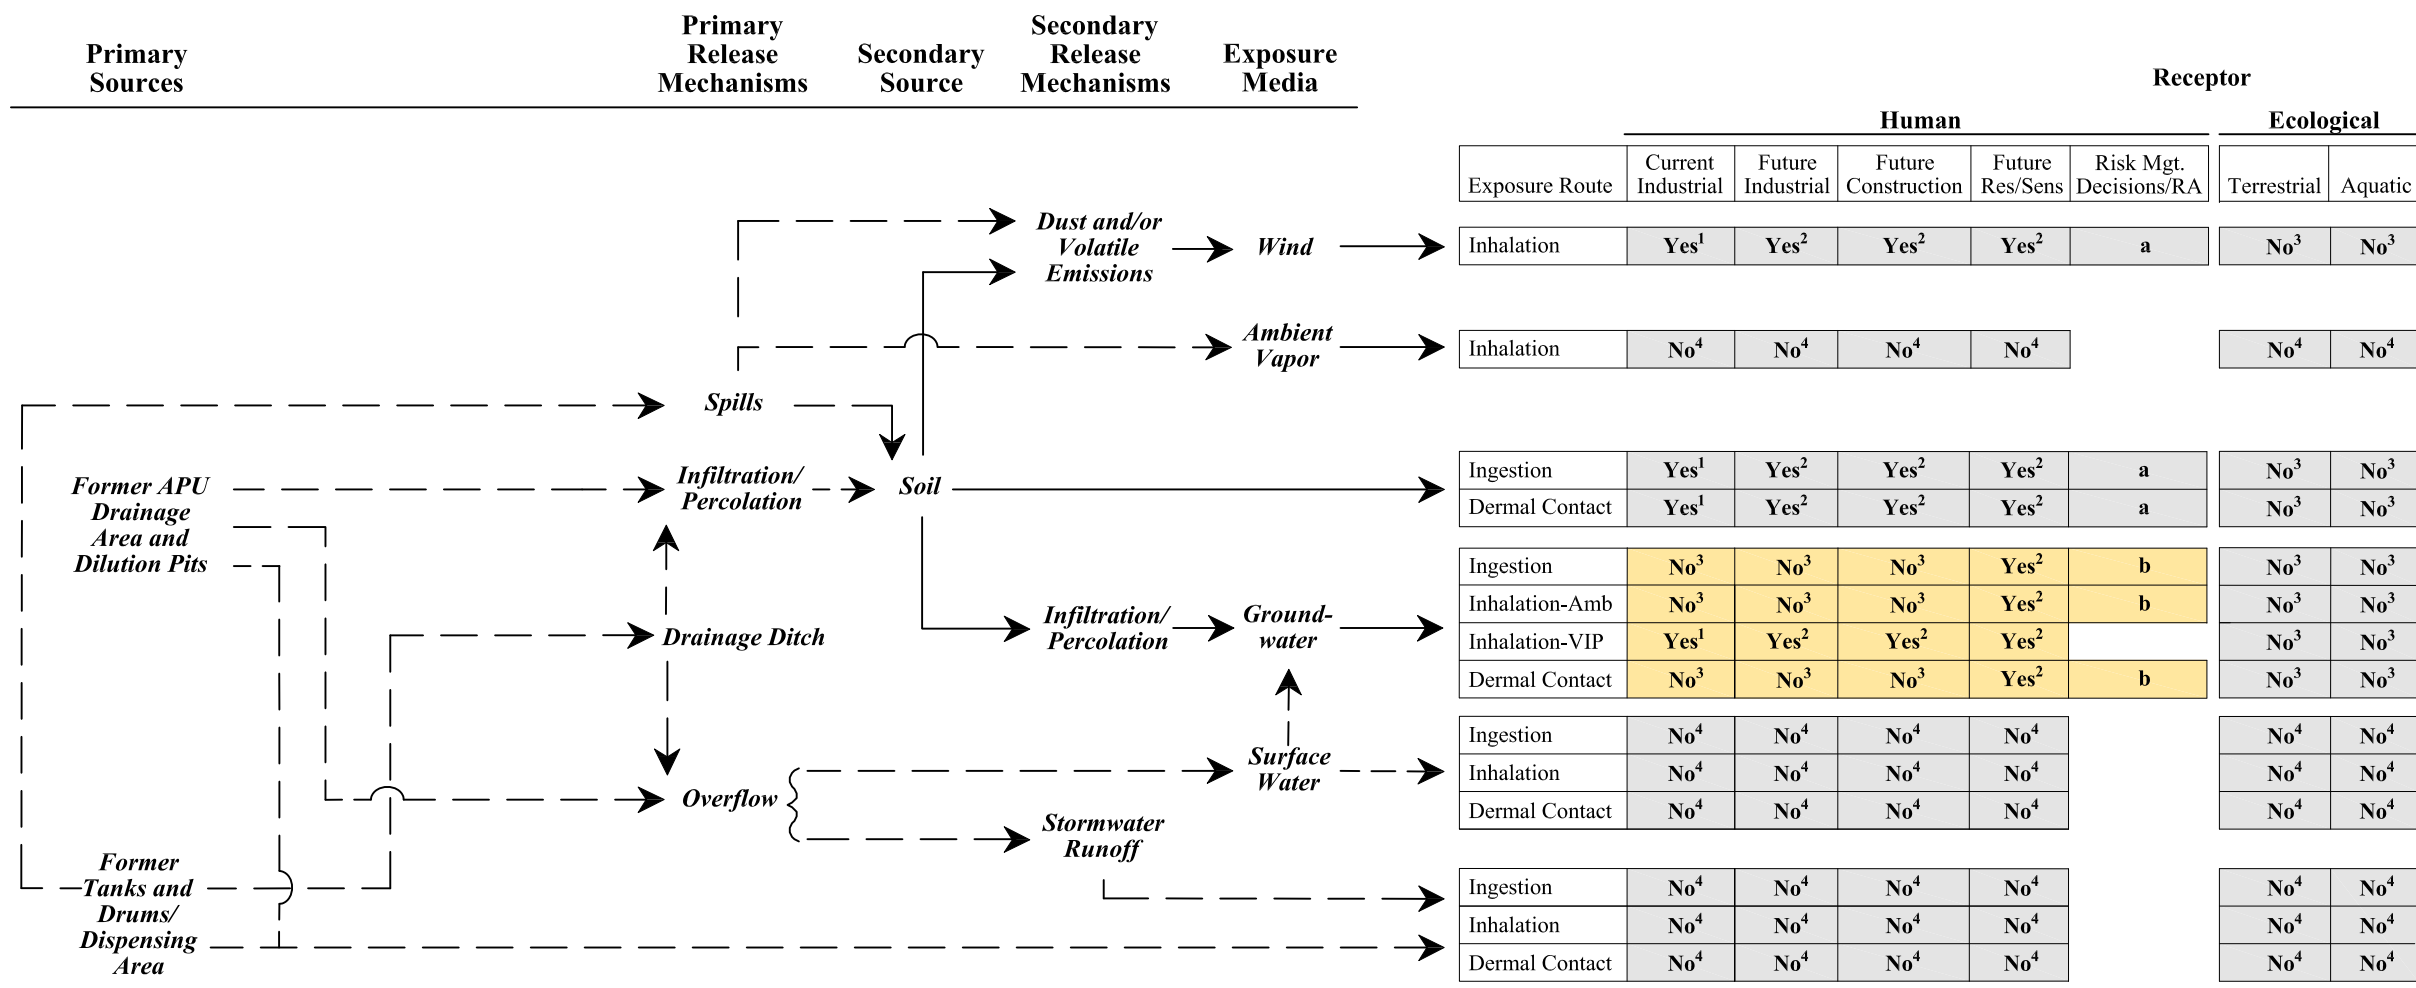 Primary
Sources
Primary
Release
Mechanisms
Secondary
Source
Secondary
Release
Mechanisms
Exposure
Media
Receptor
Human
Ecological
Exposure Route
Current
Industrial
Future
Industrial
Future
Construction
Future
Res/Sens
Risk Mgt.
Decisions/RA
Terrestrial
Aquatic
Dust and/or
Volatile
Emissions
Wind
Inhalation Yes¹ Yes² Yes² Yes² a No³ No³
Ambient
Vapor
Inhalation No⁴ No⁴ No⁴ No⁴ No⁴ No⁴
Spills
Former APU
Drainage
Area and
Dilution Pits
Infiltration/
Percolation
Soil
Ingestion Yes¹ Yes² Yes² Yes² a No³ No³
Dermal Contact Yes¹ Yes² Yes² Yes² a No³ No³
Drainage Ditch
Infiltration/
Percolation
Ground-
water
Ingestion No³ No³ No³ Yes² b No³ No³
Inhalation-Amb No³ No³ No³ Yes² b No³ No³
Inhalation-VIP Yes¹ Yes² Yes² Yes² No³ No³
Dermal Contact No³ No³ No³ Yes² b No³ No³
Overflow
Surface
Water
Ingestion No⁴ No⁴ No⁴ No⁴ No⁴ No⁴
Inhalation No⁴ No⁴ No⁴ No⁴ No⁴ No⁴
Dermal Contact No⁴ No⁴ No⁴ No⁴ No⁴ No⁴
Stormwater
Runoff
Former
Tanks and
Drums/
Dispensing
Area
Ingestion No⁴ No⁴ No⁴ No⁴ No⁴ No⁴
Inhalation No⁴ No⁴ No⁴ No⁴ No⁴ No⁴
Dermal Contact No⁴ No⁴ No⁴ No⁴ No⁴ No⁴